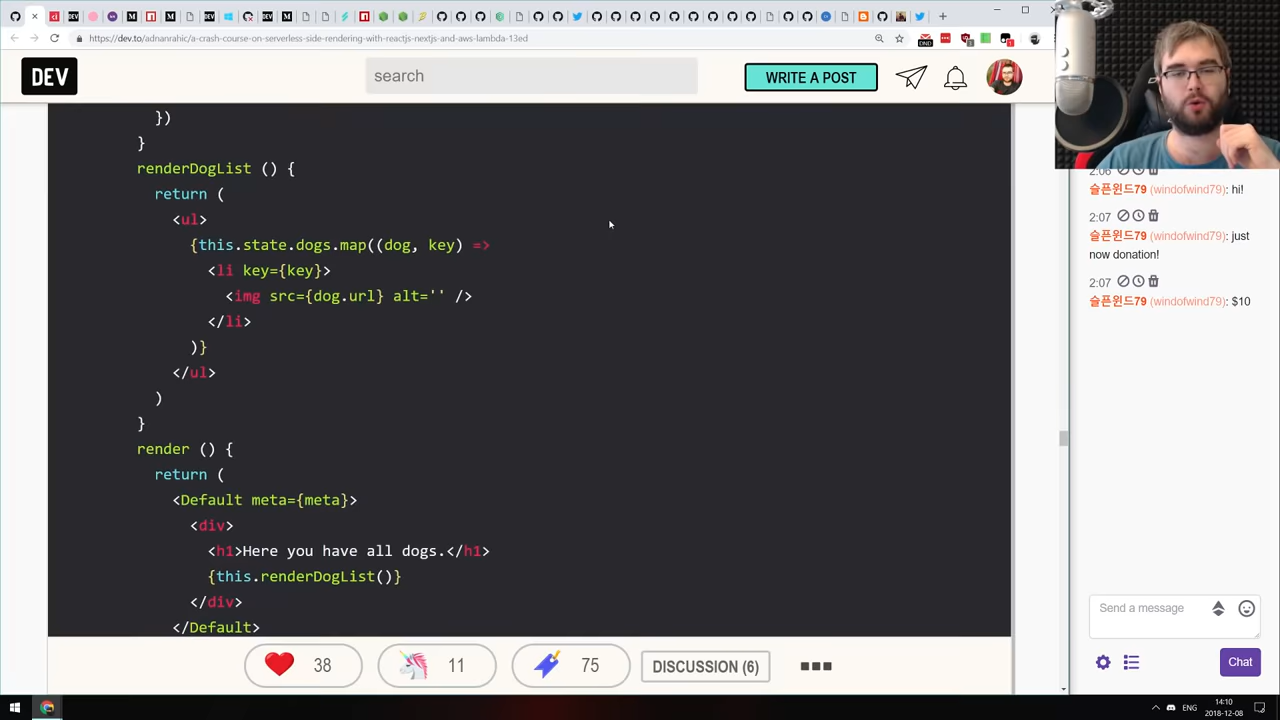 https://dev.to/adnanrahic/a-crash-course-on-serverless-side-rendering-with-reactjs-nextjs-and-aws-lambda-13ed
DEV
search
WRITE A POST
})
}
renderDogList () {
return (
<ul>
{this.state.dogs.map((dog, key) =>
<li key={key}>
<img src={dog.url} alt='' />
</li>
)}
</ul>
)
}
render () {
return (
<Default meta={meta}>
<div>
<h1>Here you have all dogs.</h1>
{this.renderDogList()}
</div>
</Default>
38
11
75
DISCUSSION (6)
2:06
슬픈윈드79 (windofwind79): hi!
2:07
슬픈윈드79 (windofwind79): just
now donation!
2:07
슬픈윈드79 (windofwind79): $10
Send a message
Chat
ENG
14:10
2018-12-08